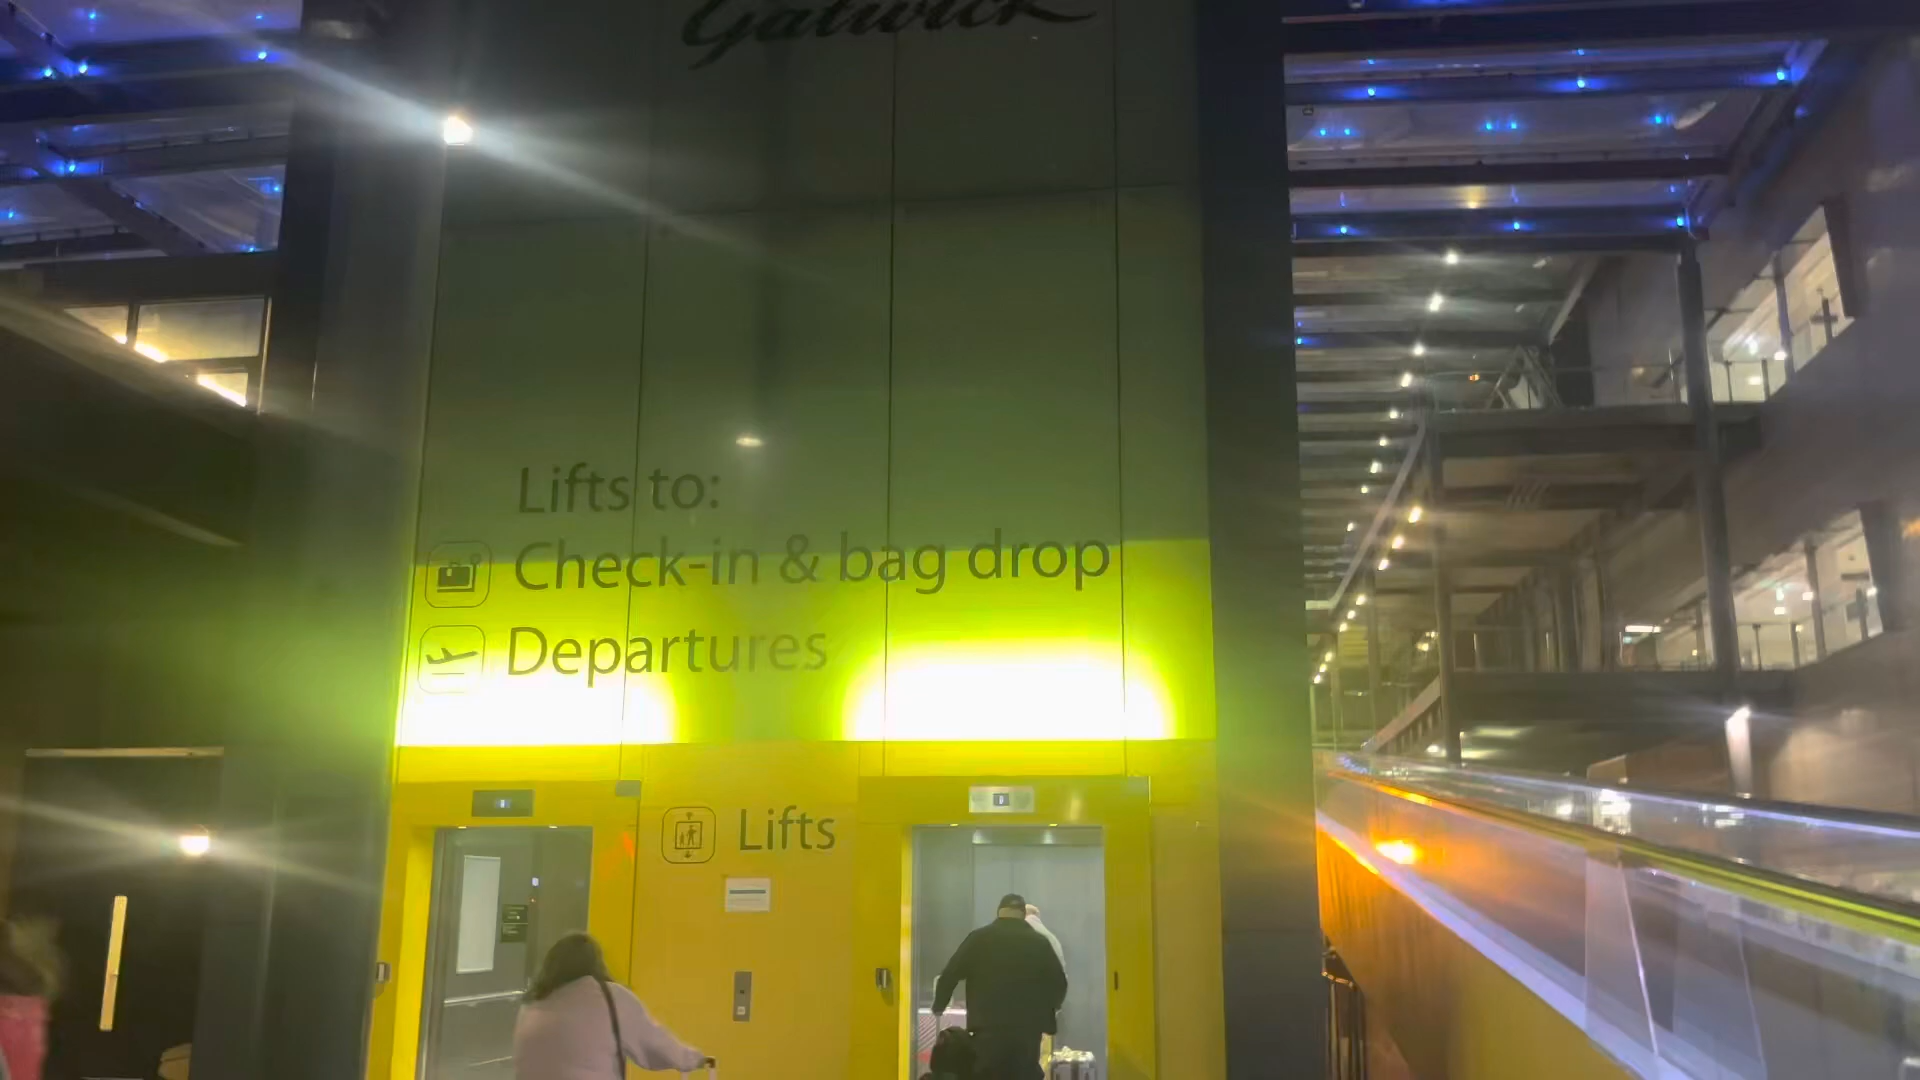 Gatwick
Lifts to:
Check-in & bag drop
Departures
Lifts